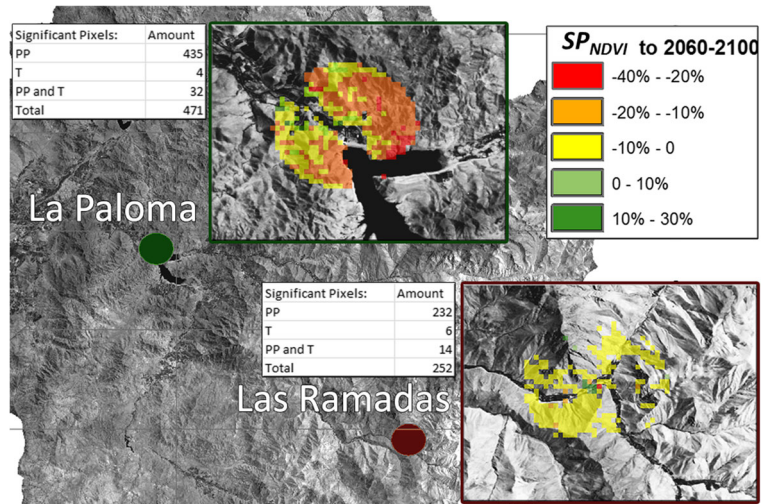 Significant Pixels: Amount
PP 435
T 4
PP and T 32
Total 471
SP NDVI to 2060-2100
-40% - -20%
-20% - -10%
-10% - 0
0 - 10%
10% - 30%
La Paloma
Significant Pixels: Amount
PP 232
T 6
PP and T 14
Total 252
Las Ramadas